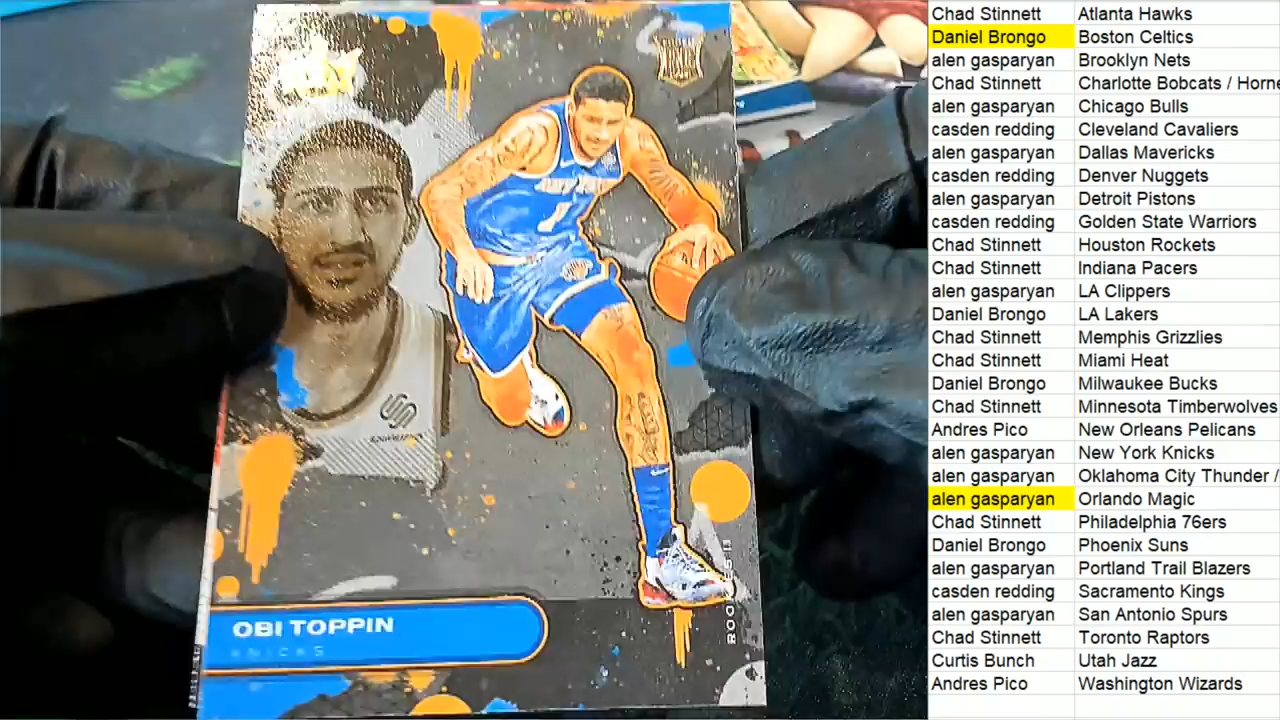 OBI TOPPIN
KNICKS
1
Chad Stinnett Atlanta Hawks
Daniel Brongo Boston Celtics
alen gasparyan Brooklyn Nets
Chad Stinnett Charlotte Bobcats / Horne
alen gasparyan Chicago Bulls
casden redding Cleveland Cavaliers
alen gasparyan Dallas Mavericks
casden redding Denver Nuggets
alen gasparyan Detroit Pistons
casden redding Golden State Warriors
Chad Stinnett Houston Rockets
Chad Stinnett Indiana Pacers
alen gasparyan LA Clippers
Daniel Brongo LA Lakers
Chad Stinnett Memphis Grizzlies
Chad Stinnett Miami Heat
Daniel Brongo Milwaukee Bucks
Chad Stinnett Minnesota Timberwolves
Andres Pico New Orleans Pelicans
alen gasparyan New York Knicks
alen gasparyan Oklahoma City Thunder /
alen gasparyan Orlando Magic
Chad Stinnett Philadelphia 76ers
Daniel Brongo Phoenix Suns
alen gasparyan Portland Trail Blazers
casden redding Sacramento Kings
alen gasparyan San Antonio Spurs
Chad Stinnett Toronto Raptors
Curtis Bunch Utah Jazz
Andres Pico Washington Wizards